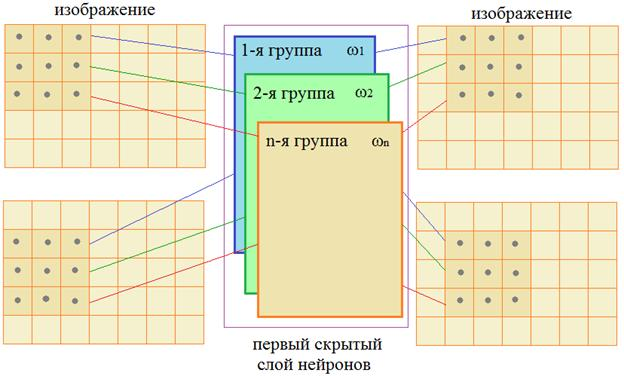 изображение
изображение
1-я группа ω1
2-я группа ω2
n-я группа ωn
первый скрытый
слой нейронов